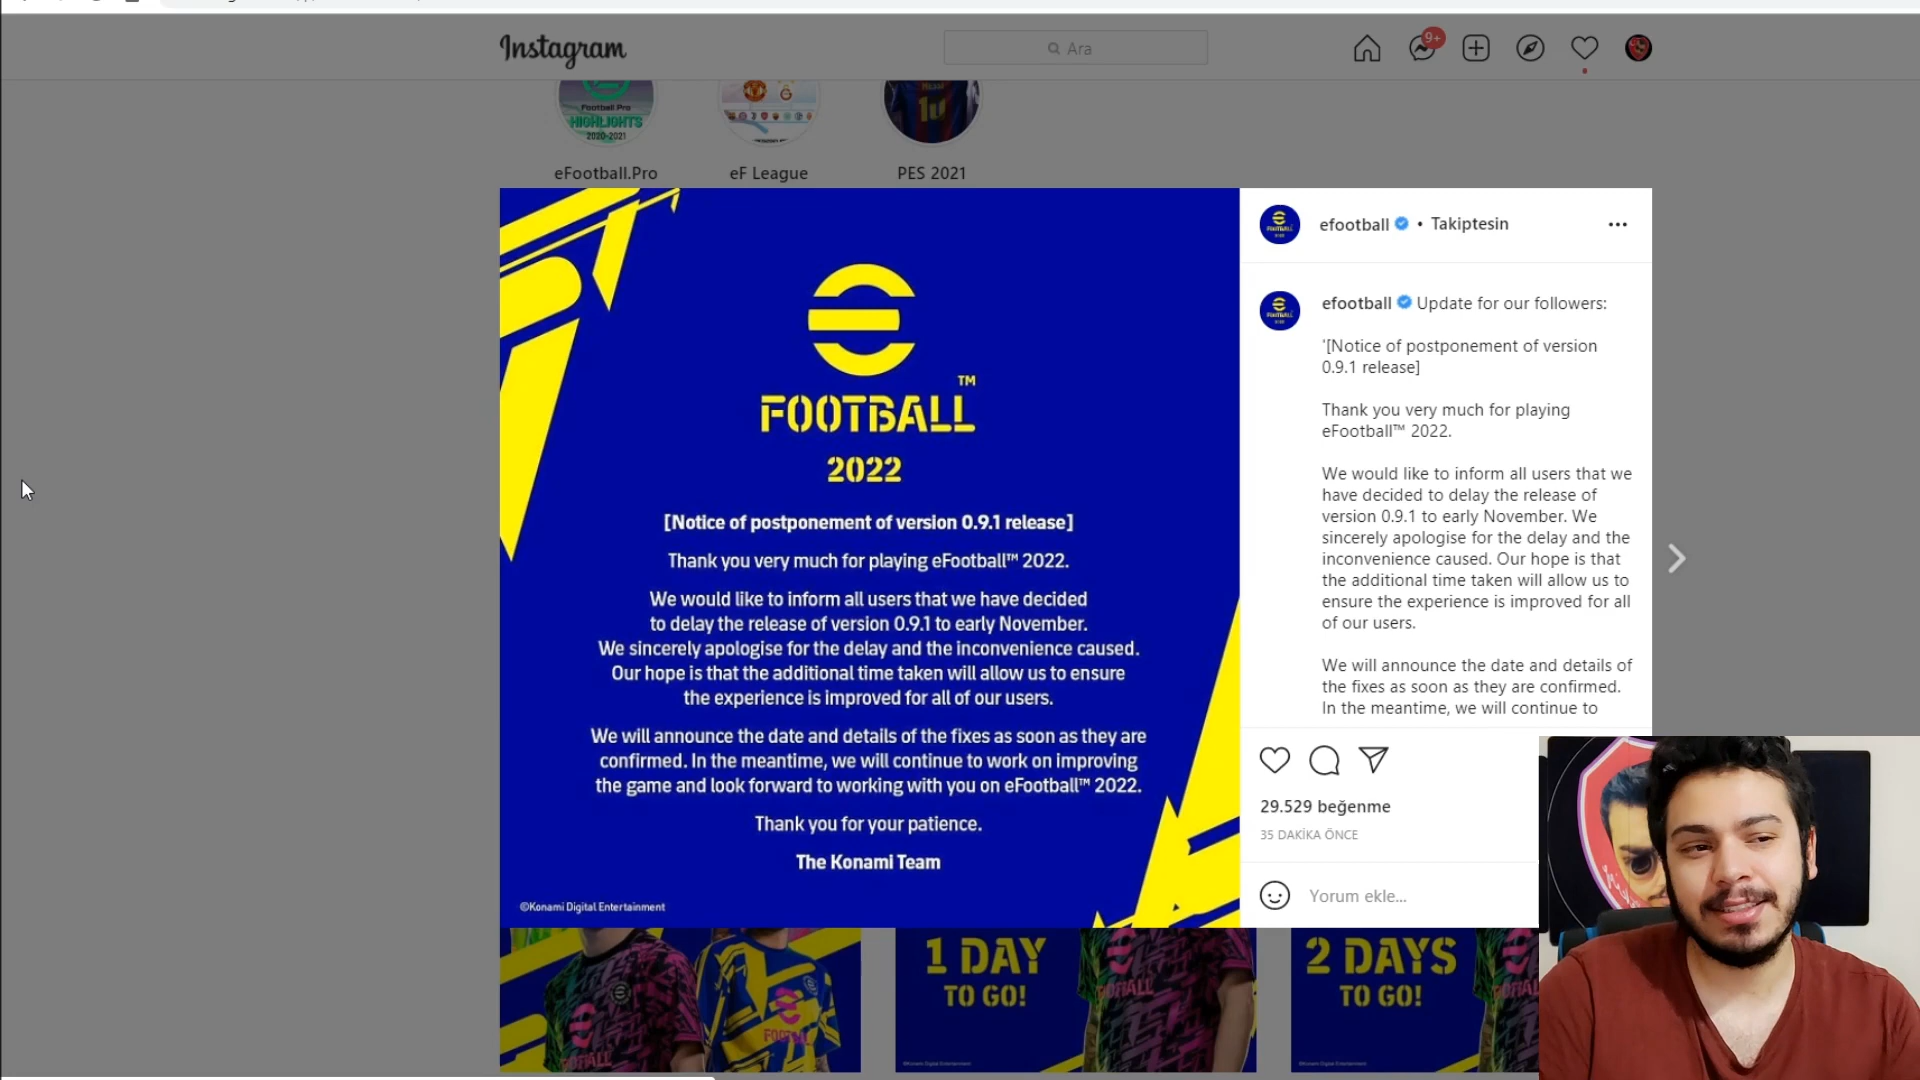 Instagram
Ara
9+
Football Pro
HIGHLIGHTS
2020-2021
10
eFootball.Pro
eF League
PES 2021
FOOTBALL
TM
2022
[Notice of postponement of version 0.9.1 release]
Thank you very much for playing eFootball™ 2022.
We would like to inform all users that we have decided
to delay the release of version 0.9.1 to early November.
We sincerely apologise for the delay and the inconvenience caused.
Our hope is that the additional time taken will allow us to ensure
the experience is improved for all of our users.
We will announce the date and details of the fixes as soon as they are
confirmed. In the meantime, we will continue to work on improving
the game and look forward to working with you on eFootball™ 2022.
Thank you for your patience.
The Konami Team
©Konami Digital Entertainment
efootball • Takiptesin
efootball Update for our followers:
'[Notice of postponement of version
0.9.1 release]
Thank you very much for playing
eFootball™ 2022.
We would like to inform all users that we
have decided to delay the release of
version 0.9.1 to early November. We
sincerely apologise for the delay and the
inconvenience caused. Our hope is that
the additional time taken will allow us to
ensure the experience is improved for all
of our users.
We will announce the date and details of
the fixes as soon as they are confirmed.
In the meantime, we will continue to
29.529 beğenme
35 DAKİKA ÖNCE
Yorum ekle...
1 DAY
TO GO!
2 DAYS
TO GO!